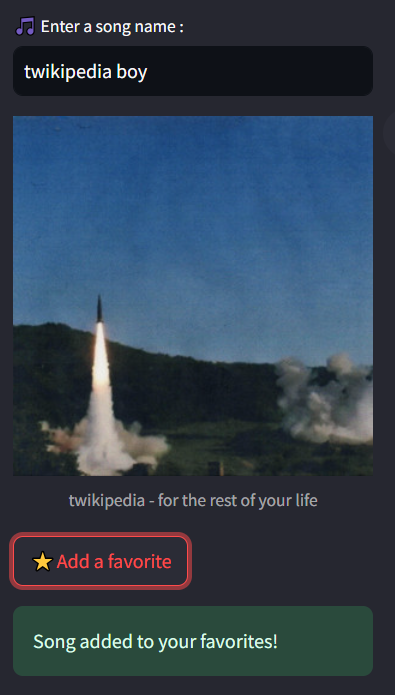 🎵 Enter a song name :
twikipedia boy
twikipedia - for the rest of your life
⭐ Add a favorite
Song added to your favorites!